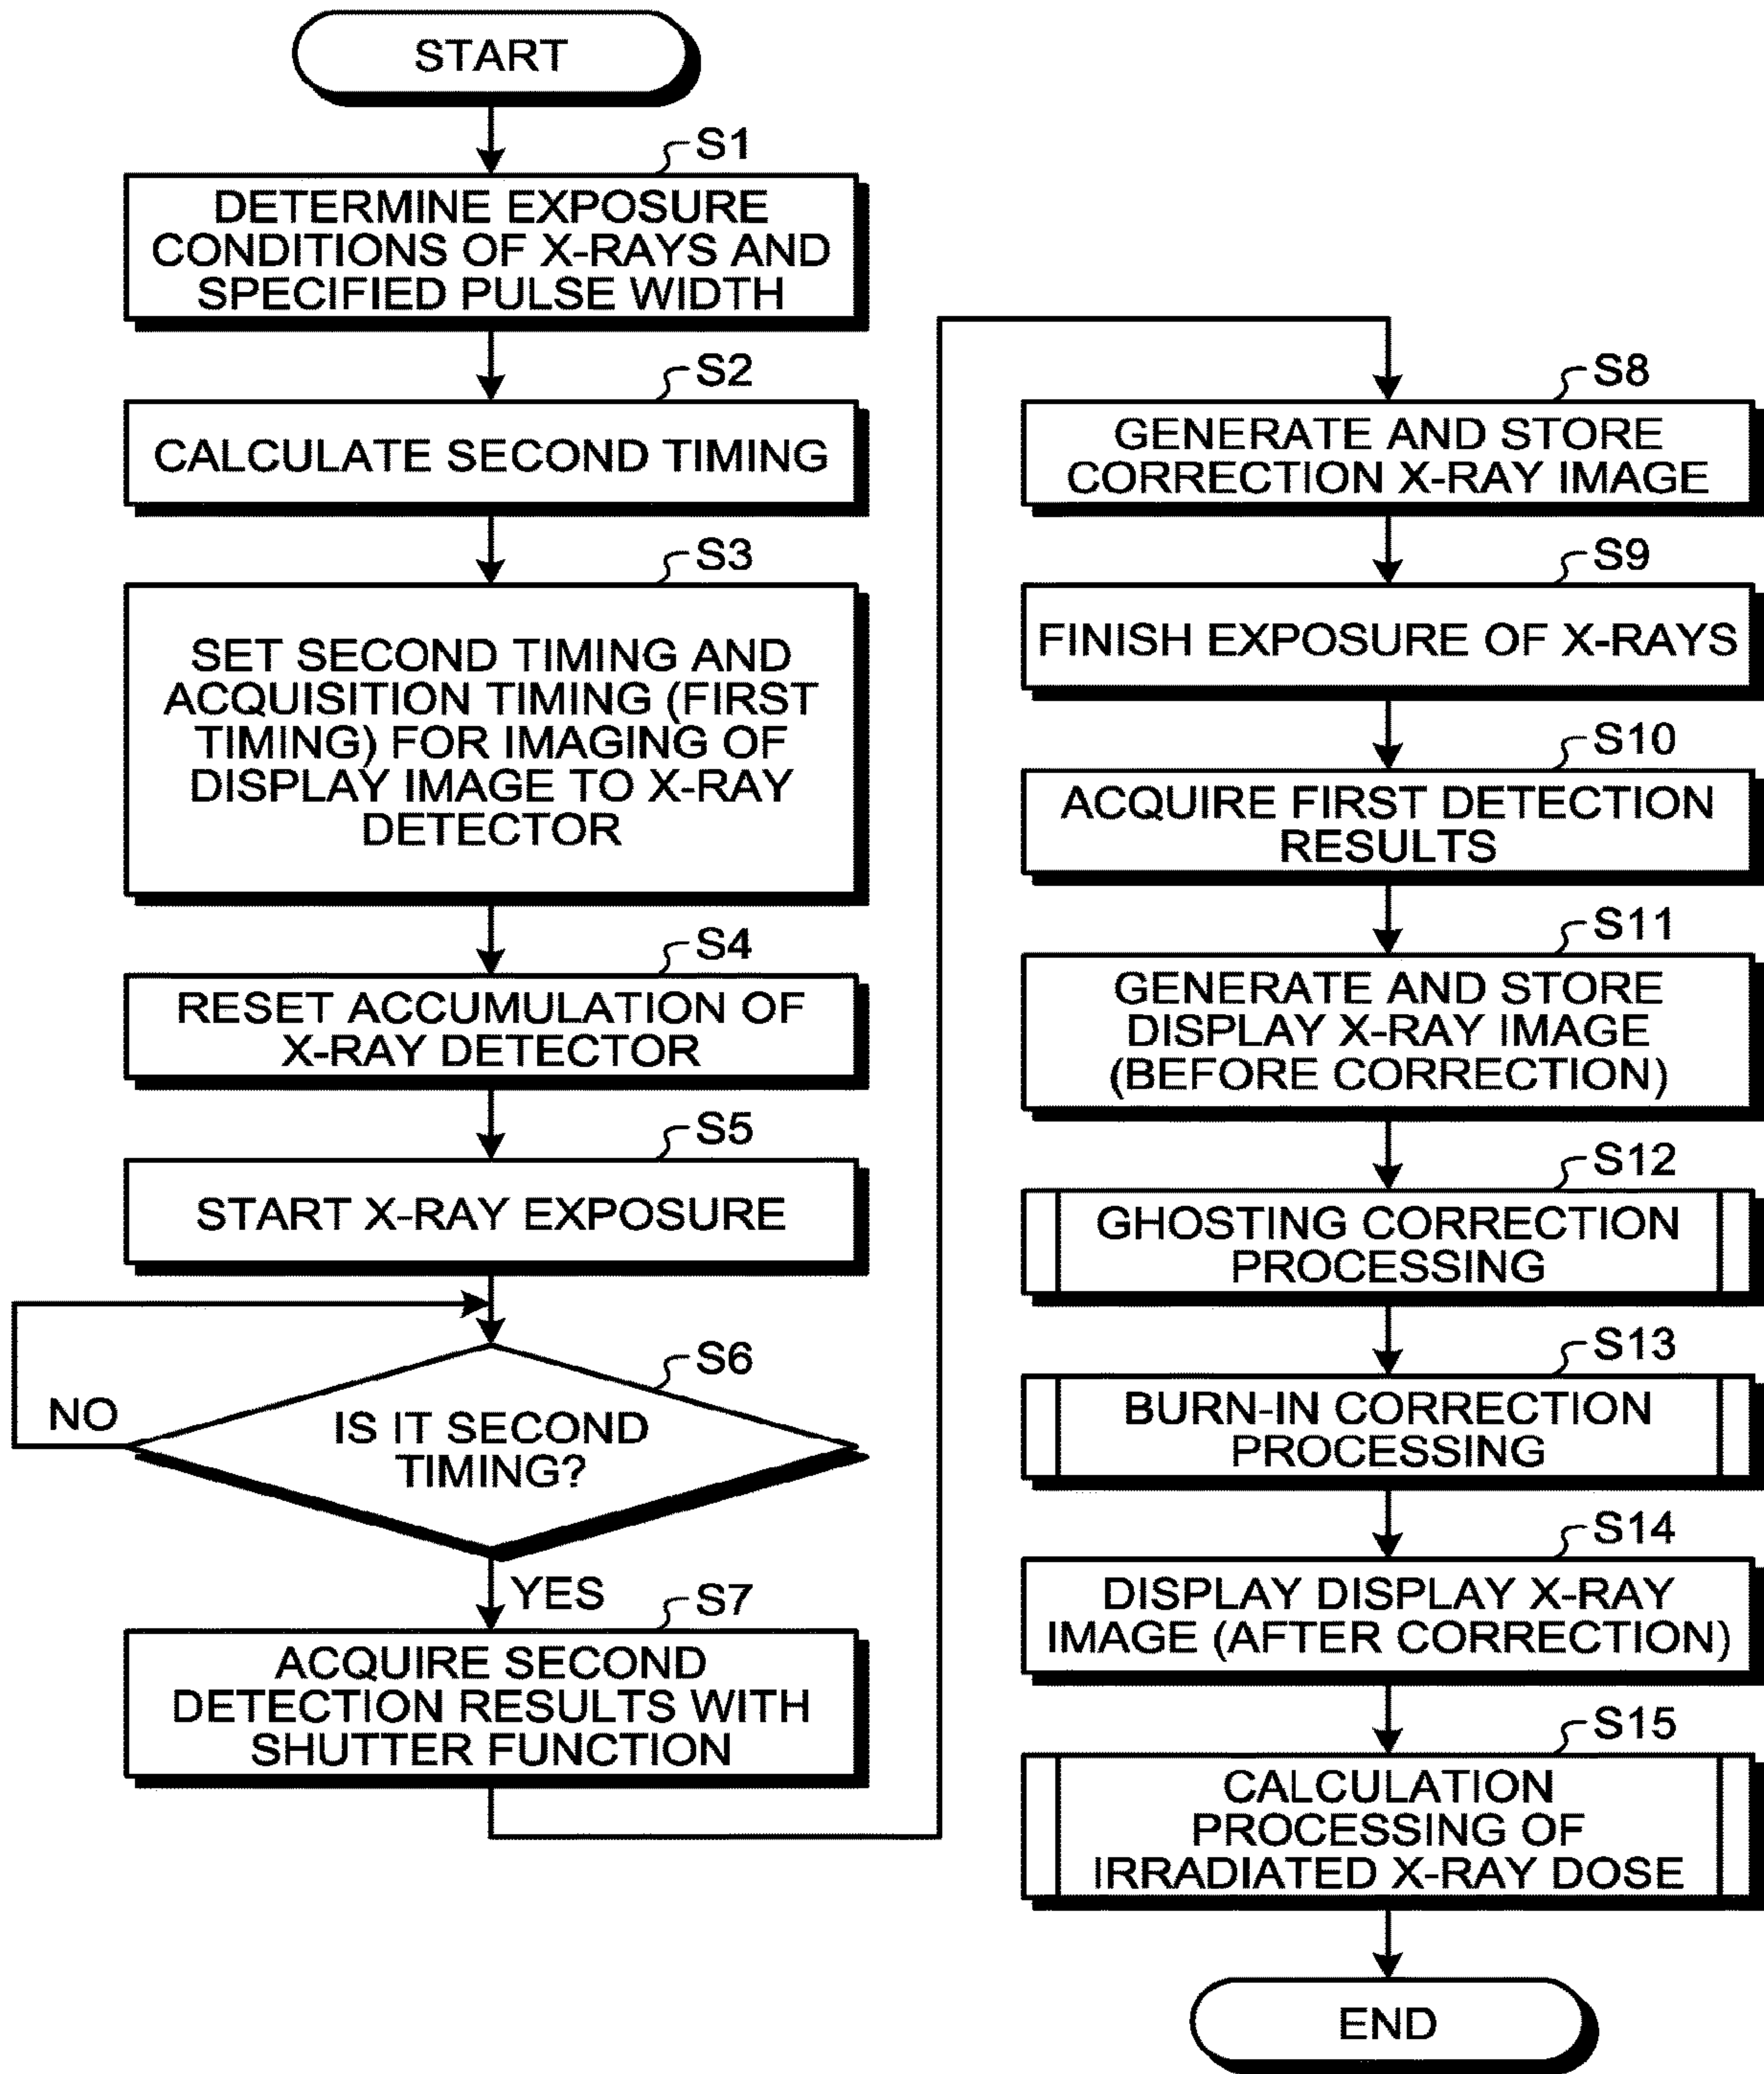 START
S1
DETERMINE EXPOSURE
CONDITIONS OF X-RAYS AND
SPECIFIED PULSE WIDTH
S2
CALCULATE SECOND TIMING
S3
SET SECOND TIMING AND
ACQUISITION TIMING (FIRST
TIMING) FOR IMAGING OF
DISPLAY IMAGE TO X-RAY
DETECTOR
S4
RESET ACCUMULATION OF
X-RAY DETECTOR
S5
START X-RAY EXPOSURE
S6
NO
IS IT SECOND
TIMING?
YES
S7
ACQUIRE SECOND
DETECTION RESULTS WITH
SHUTTER FUNCTION
S8
GENERATE AND STORE
CORRECTION X-RAY IMAGE
S9
FINISH EXPOSURE OF X-RAYS
S10
ACQUIRE FIRST DETECTION
RESULTS
S11
GENERATE AND STORE
DISPLAY X-RAY IMAGE
(BEFORE CORRECTION)
S12
GHOSTING CORRECTION
PROCESSING
S13
BURN-IN CORRECTION
PROCESSING
S14
DISPLAY DISPLAY X-RAY
IMAGE (AFTER CORRECTION)
S15
CALCULATION
PROCESSING OF
IRRADIATED X-RAY DOSE
END